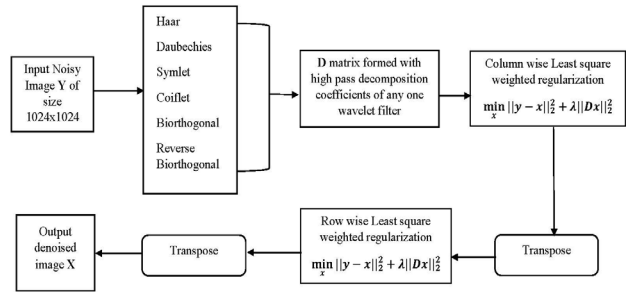 Input Noisy
Image Y of
size
1024x1024
Haar
Daubechies
Symlet
Coiflet
Biorthogonal
Reverse
Biorthogonal
D matrix formed with
high pass decomposition
coefficients of any one
wavelet filter
Column wise Least square
weighted regularization
min_x ||y − x||₂² + λ||Dx||₂²
Transpose
Row wise Least square
weighted regularization
min_x ||y − x||₂² + λ||Dx||₂²
Transpose
Output
denoised
image X